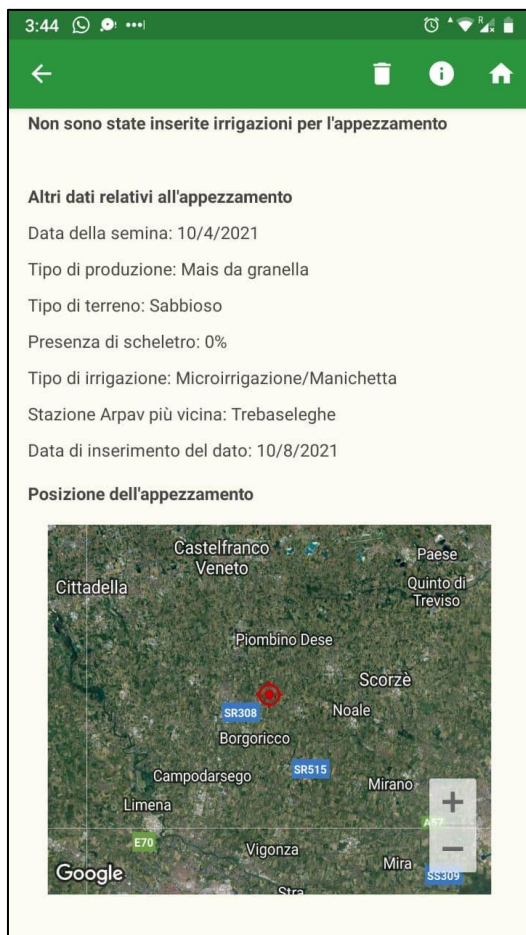 3:44
R
Non sono state inserite irrigazioni per l'appezzamento
Altri dati relativi all'appezzamento
Data della semina: 10/4/2021
Tipo di produzione: Mais da granella
Tipo di terreno: Sabbioso
Presenza di scheletro: 0%
Tipo di irrigazione: Microirrigazione/Manichetta
Stazione Arpav più vicina: Trebaseleghe
Data di inserimento del dato: 10/8/2021
Posizione dell'appezzamento
Castelfranco
Veneto
Paese
Cittadella
Quinto di
Treviso
Piombino Dese
Scorzè
SR308
Noale
Borgoricco
SR515
Campodarsego
Mirano
Limena
+
A57
E70
Vigonza
−
Mira
Google
SS309
Stra